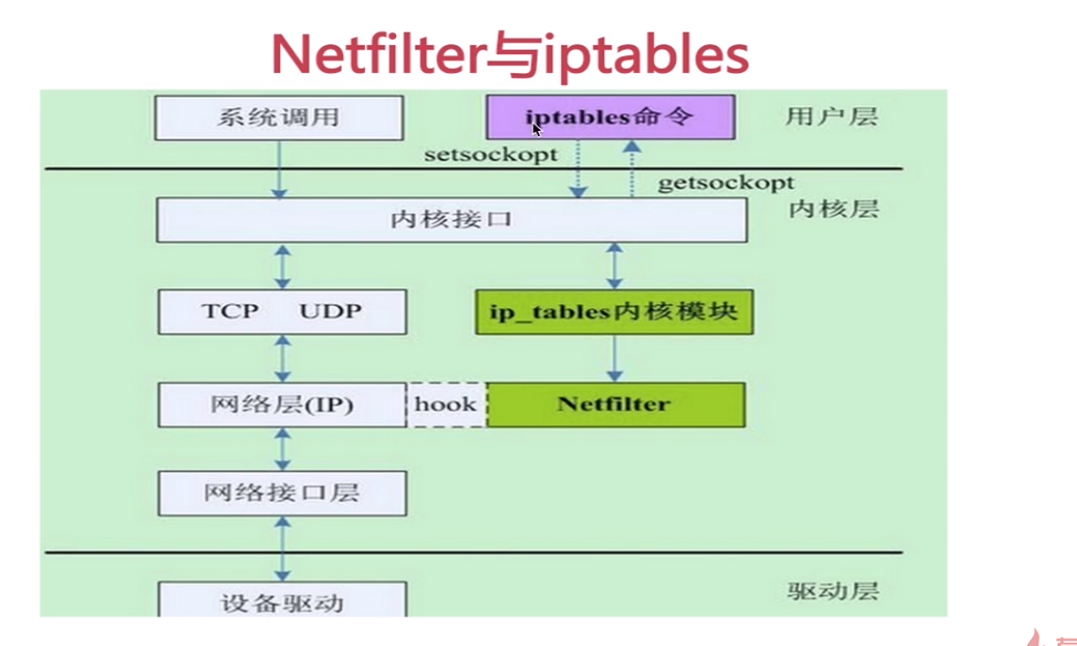 Netfilter与iptables
系统调用
iptables命令
用户层
setsockopt
getsockopt
内核层
内核接口
TCP UDP
ip_tables内核模块
网络层(IP)
hook
Netfilter
网络接口层
驱动层
设备驱动